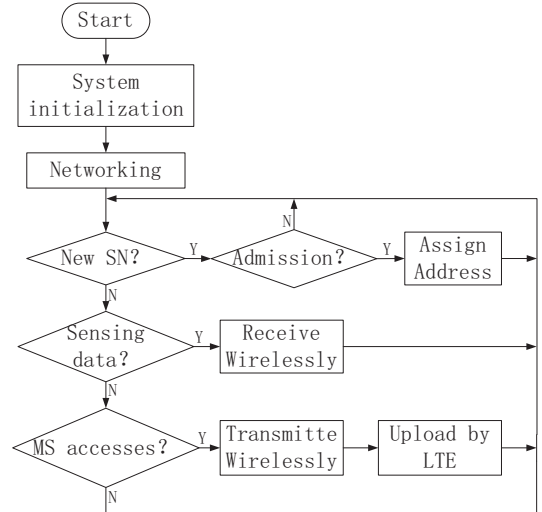 Start
System
initialization
Networking
N
New SN?
Y
Admission?
Y
Assign
Address
N
Sensing
data?
Y
Receive
Wirelessly
N
MS accesses?
Y
Transmitte
Wirelessly
Upload by
LTE
N